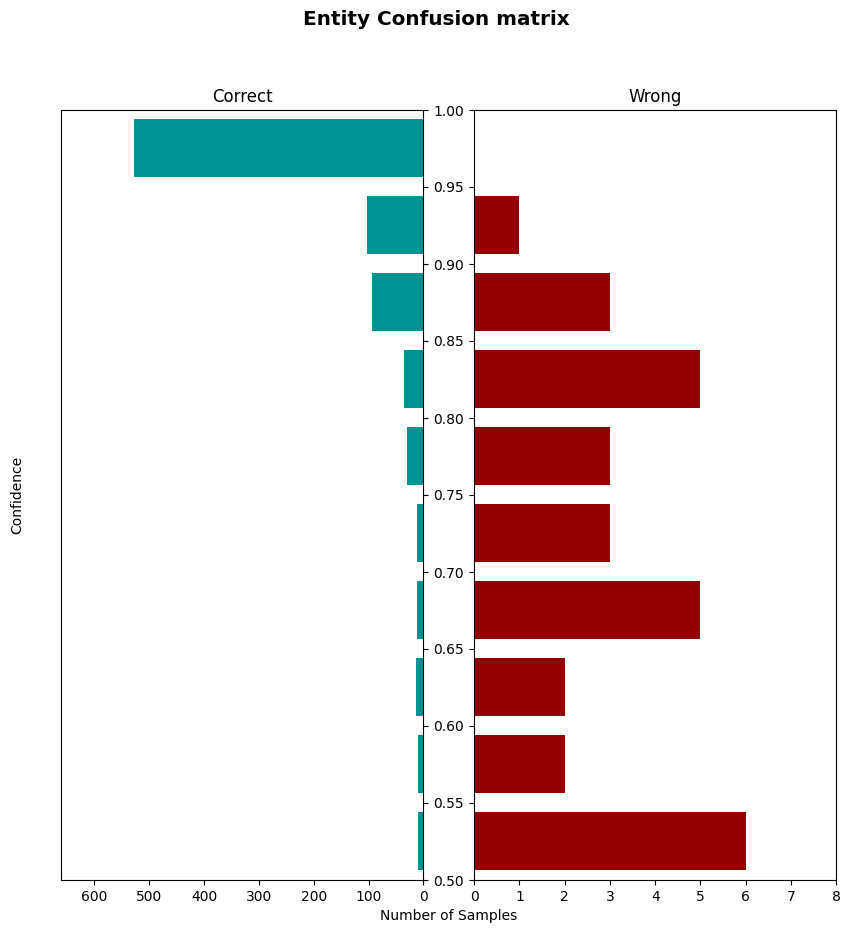 Entity Confusion matrix
Correct
Wrong
1.00
0.95
0.90
0.85
0.80
0.75
0.70
0.65
0.60
0.55
0.50
Confidence
600 500 400 300 200 100 0
0 1 2 3 4 5 6 7 8
Number of Samples